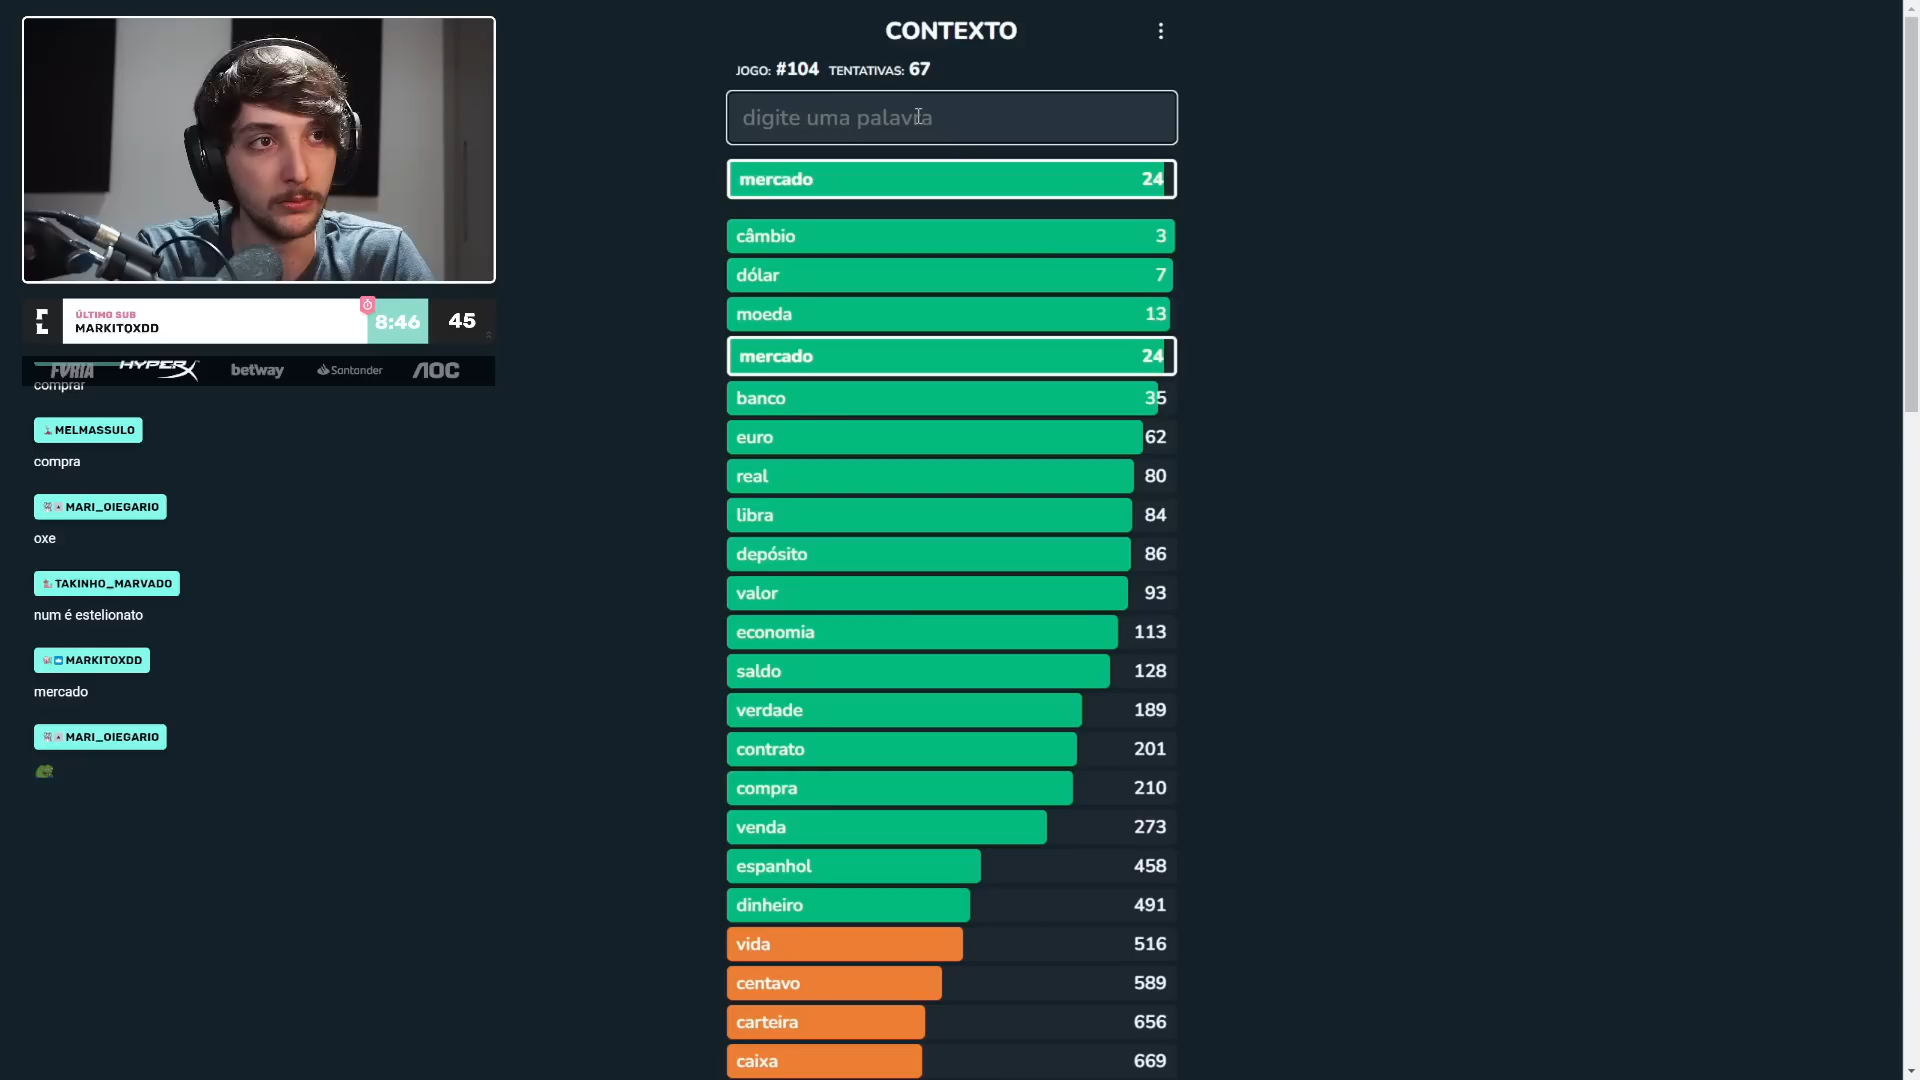 ÚLTIMO SUB
MARKITOXDD
8:46
45
FURIA HYPERX betway Santander AOC
comprar
MELMASSULO
compra
MARI_OIEGARIO
oxe
TAKINHO_MARVADO
num é estelionato
MARKITOXDD
mercado
MARI_OIEGARIO
CONTEXTO
JOGO: #104 TENTATIVAS: 67
digite uma palavra
mercado 24
câmbio 3
dólar 7
moeda 13
mercado 24
banco 35
euro 62
real 80
libra 84
depósito 86
valor 93
economia 113
saldo 128
verdade 189
contrato 201
compra 210
venda 273
espanhol 458
dinheiro 491
vida 516
centavo 589
carteira 656
caixa 669